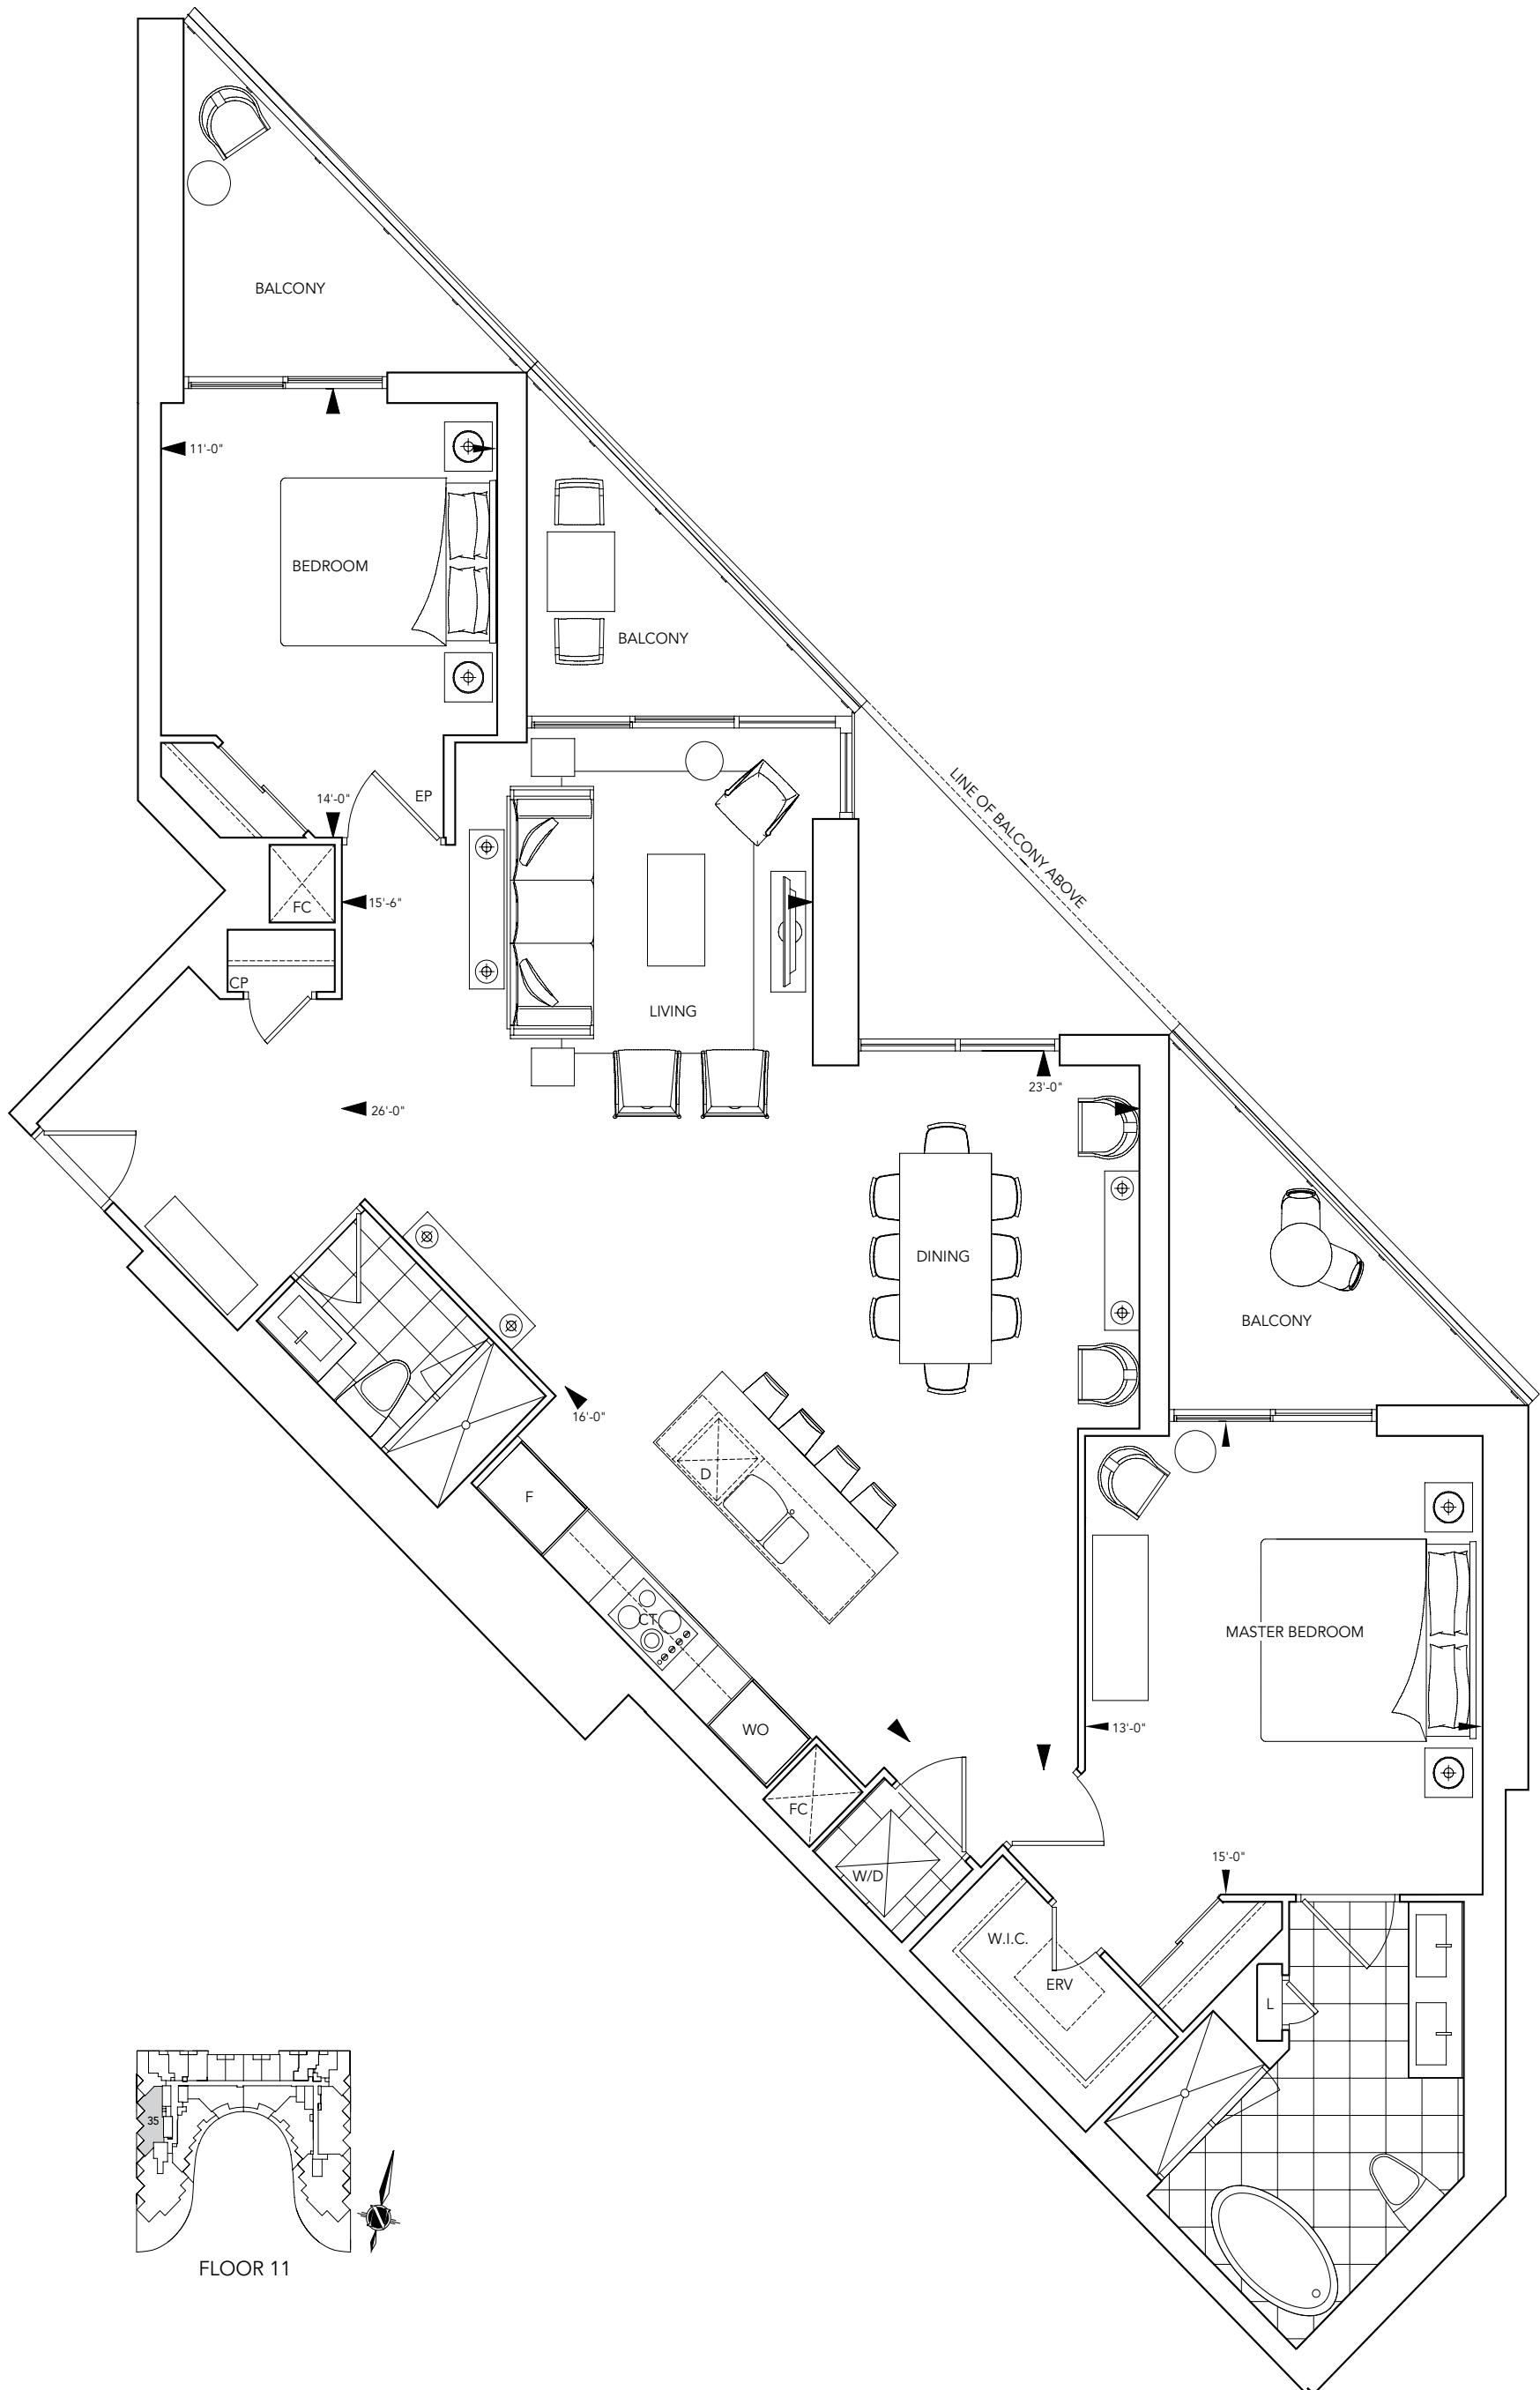 BALCONY
11'-0"
BEDROOM
BALCONY
LINE OF BALCONY ABOVE
14'-0"
EP
FC
15'-6"
CP
LIVING
23'-0"
26'-0"
DINING
BALCONY
16'-0"
D
F
CT
MASTER BEDROOM
WO
13'-0"
FC
W/D
15'-0"
W.I.C.
ERV
L
35
FLOOR 11